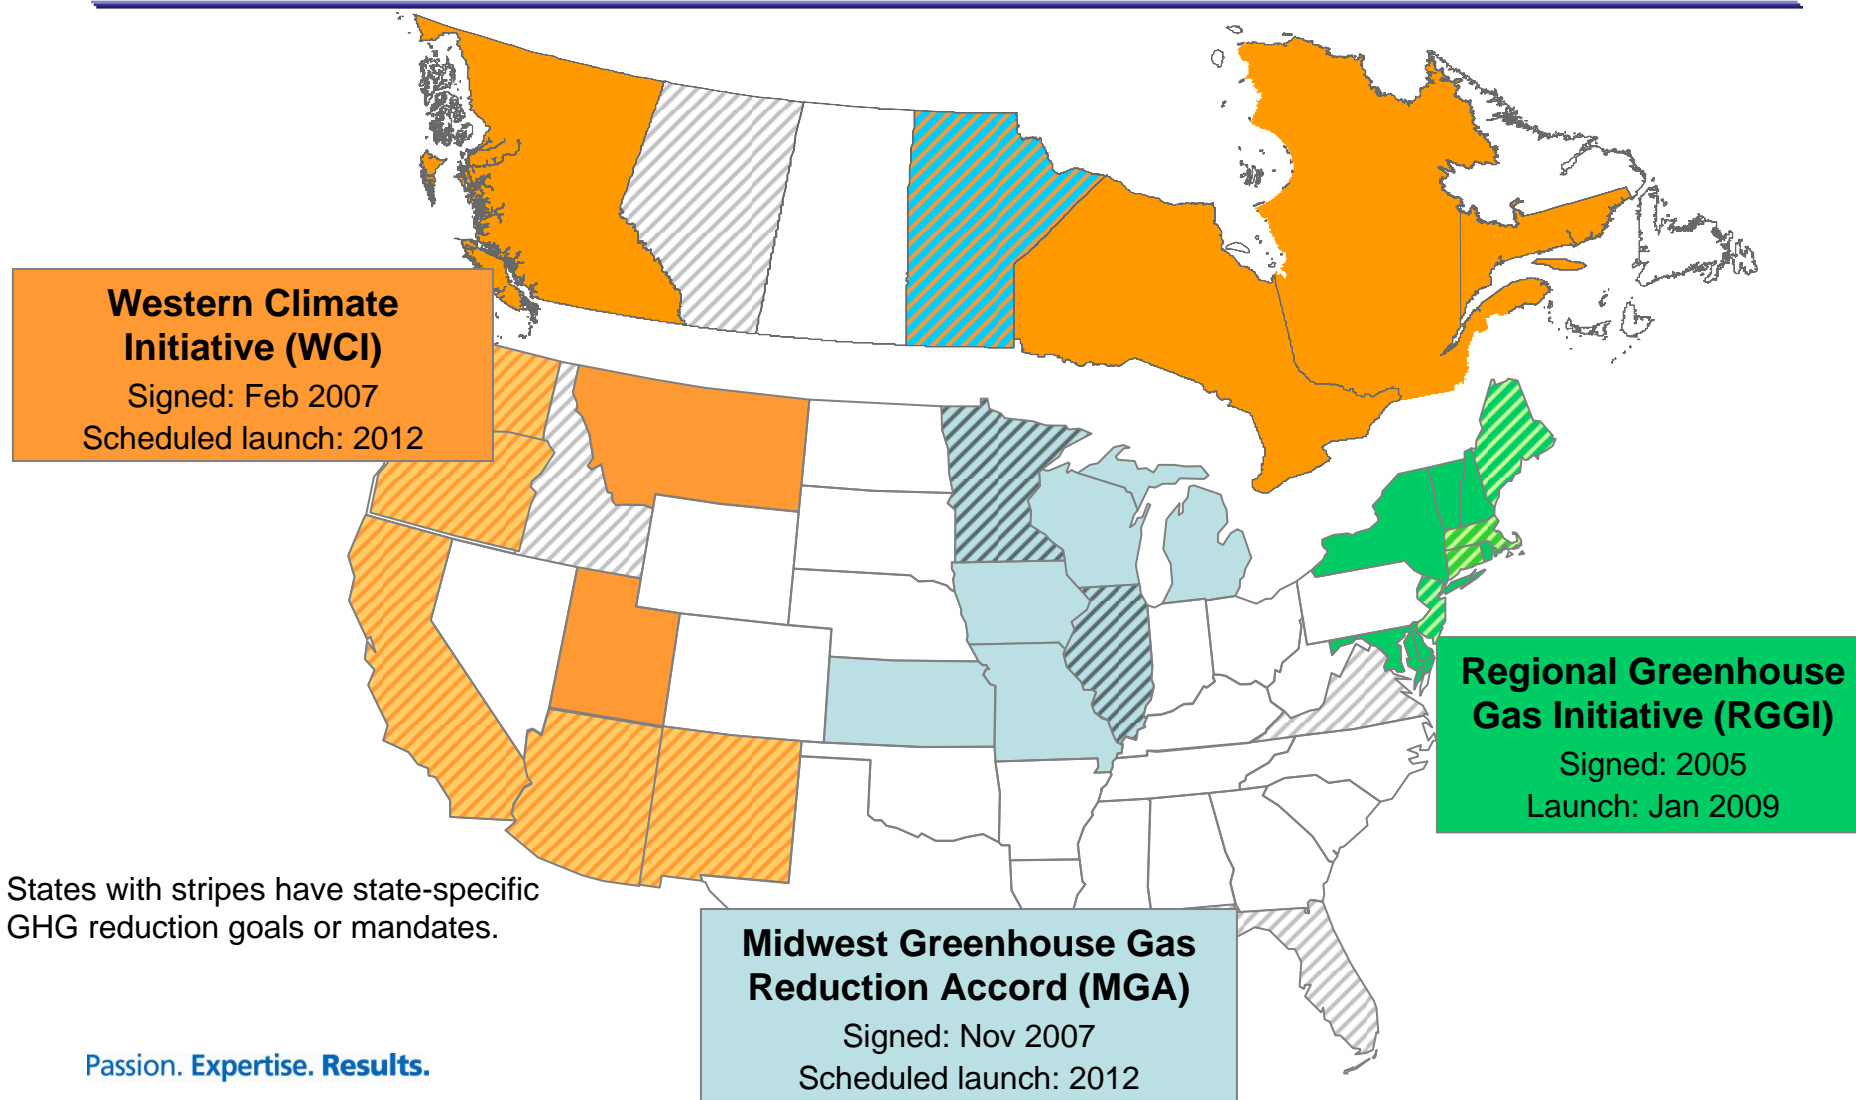 Western Climate
Initiative (WCI)
Signed: Feb 2007
Scheduled launch: 2012
Regional Greenhouse
Gas Initiative (RGGI)
Signed: 2005
Launch: Jan 2009
States with stripes have state-specific
GHG reduction goals or mandates.
Midwest Greenhouse Gas
Reduction Accord (MGA)
Signed: Nov 2007
Scheduled launch: 2012
Passion. Expertise. Results.